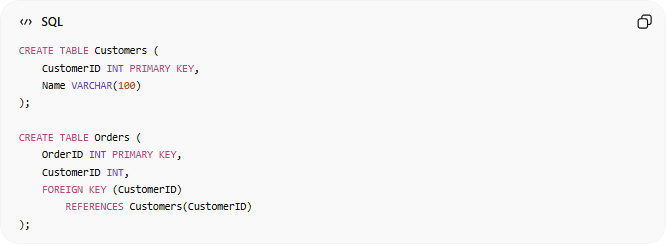 SQL
CREATE TABLE Customers (
    CustomerID INT PRIMARY KEY,
    Name VARCHAR(100)
);

CREATE TABLE Orders (
    OrderID INT PRIMARY KEY,
    CustomerID INT,
    FOREIGN KEY (CustomerID)
        REFERENCES Customers(CustomerID)
);